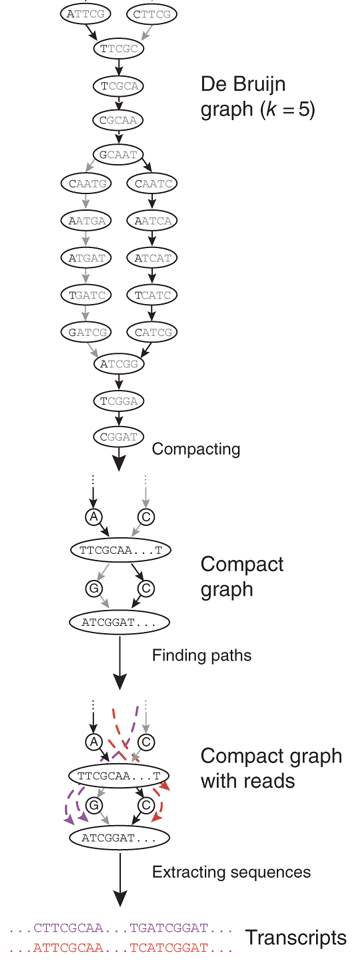 ATTCG CTTCG
TTCGC
TCGCA
CGCAA
GCAAT
CAATG CAATC
AATGA AATCA
ATGAT ATCAT
TGATC TCATC
GATCG CATCG
ATCGG
TCGGA
CGGAT
De Bruijn
graph (k = 5)
Compacting
A C
TTCGCAA...T
G C
ATCGGAT...
Compact
graph
Finding paths
A C
TTCGCAA...T
G C
ATCGGAT...
Compact graph
with reads
Extracting sequences
...CTTCGCAA...TGATCGGAT...
...ATTCGCAA...TCATCGGAT...
Transcripts